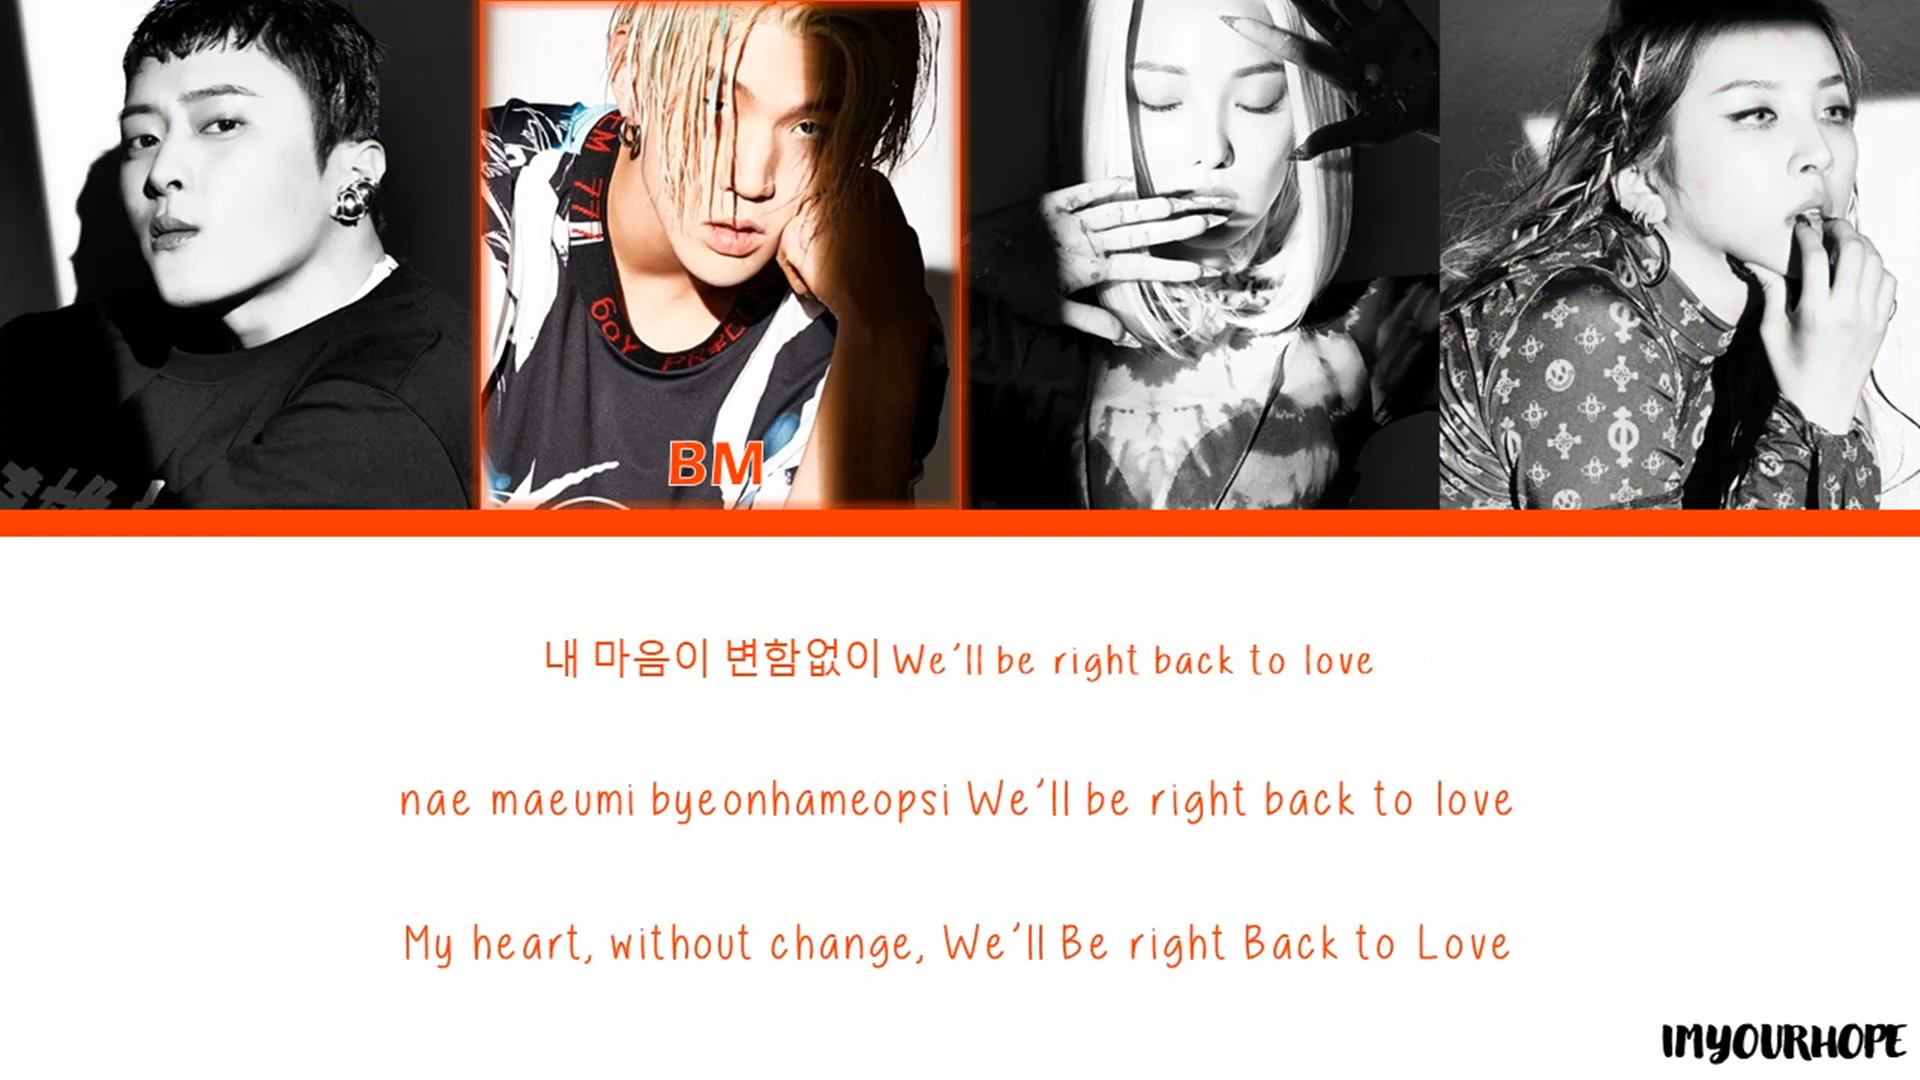 BM
내 마음이 변함없이 We'll be right back to love
nae maeumi byeonhameopsi We'll be right back to love
My heart, without change, We'll Be right Back to Love
IMYOURHOPE